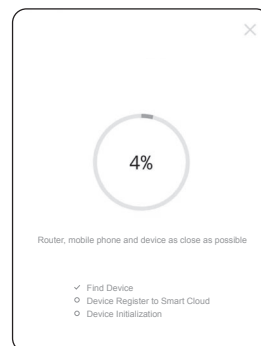 4%
Router, mobile phone and device as close as possible
Find Device
Device Register to Smart Cloud
Device Initialization